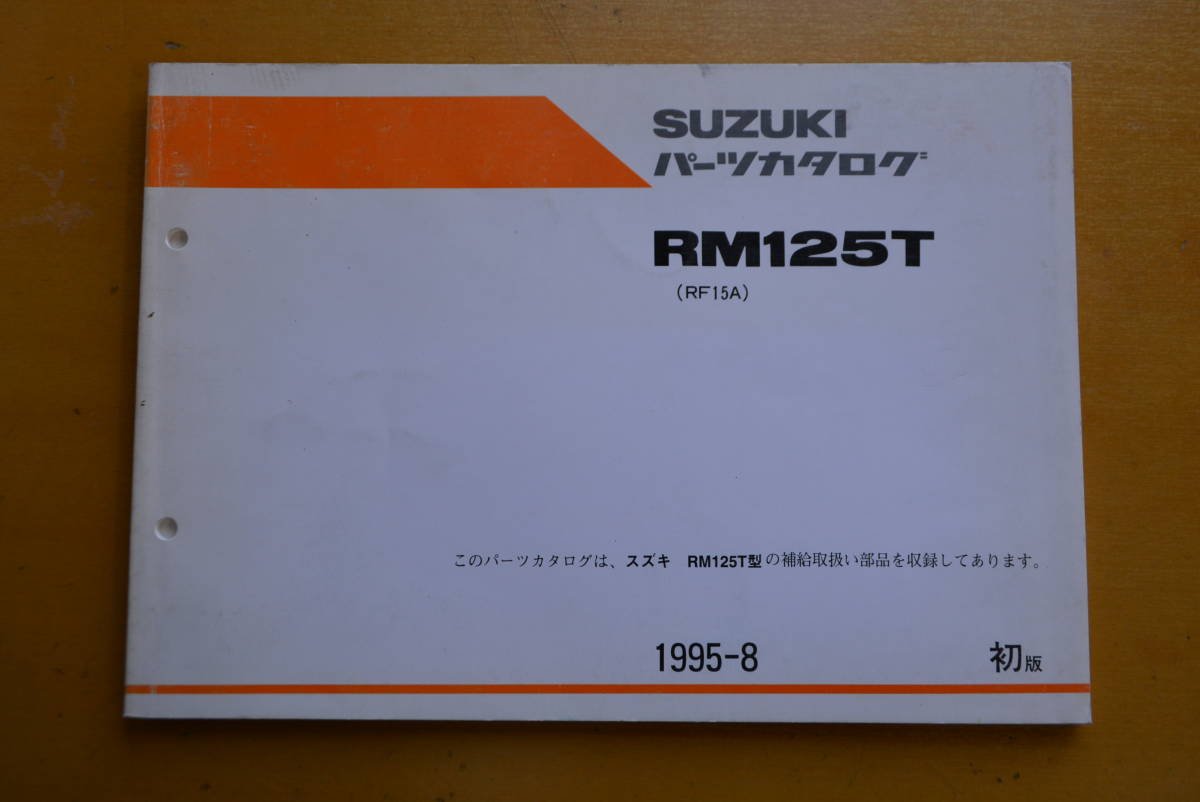 SUZUKI
パーツカタログ
RM125T
(RF15A)
このパーツカタログは、スズキ RM125T型の補給取扱い部品を収録してあります。
1995-8 初版